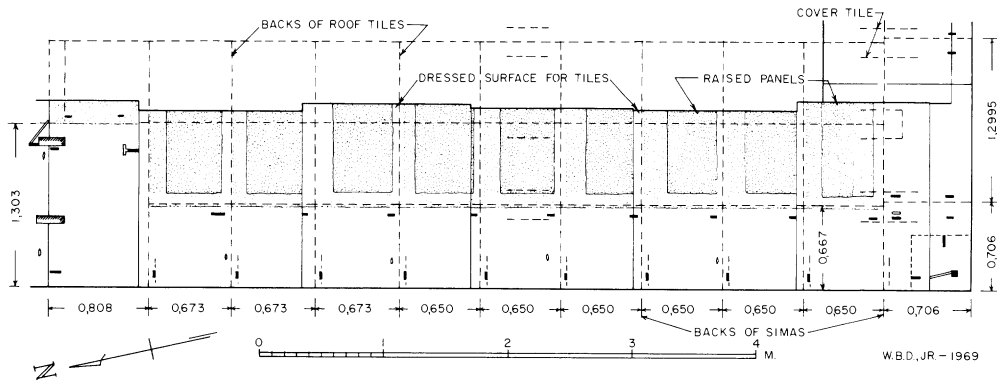 COVER TILE
BACKS OF ROOF TILES
DRESSED SURFACE FOR TILES
RAISED PANELS
1,303
1,2995
0,667
0,706
0,808 0,673 0,673 0,673 0,650 0,650 0,650 0,650 0,650 0,650 0,706
BACKS OF SIMAS
N
0 1 2 3 4
M.
W.B.D., JR. – 1969